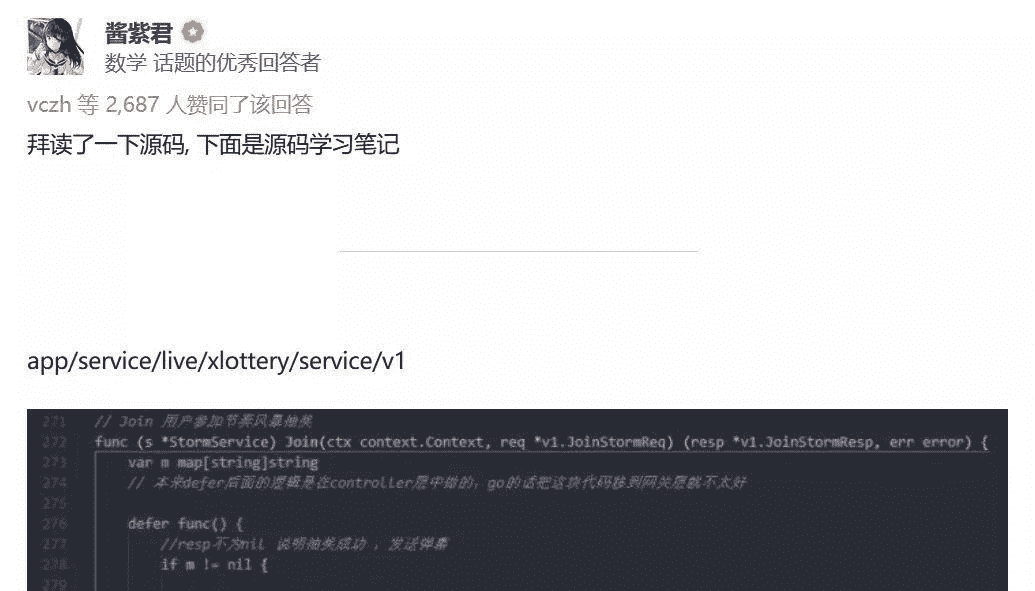 酱紫君
数学 话题的优秀回答者
vczh 等 2,687 人赞同了该回答
拜读了一下源码, 下面是源码学习笔记
app/service/live/xlottery/service/v1
271 // Join 用户参加节奏风暴抽奖
272 func (s *StormService) Join(ctx context.Context, req *v1.JoinStormReq) (resp *v1.JoinStormResp, err error) {
273 var m map[string]string
274 // 本来defer后面的逻辑是在controller层中做的，go的话把这块代码移到网关层就不太好
275
276 defer func() {
277 //resp不为nil 说明抽奖成功 ，发送弹幕
278 if m != nil {
279